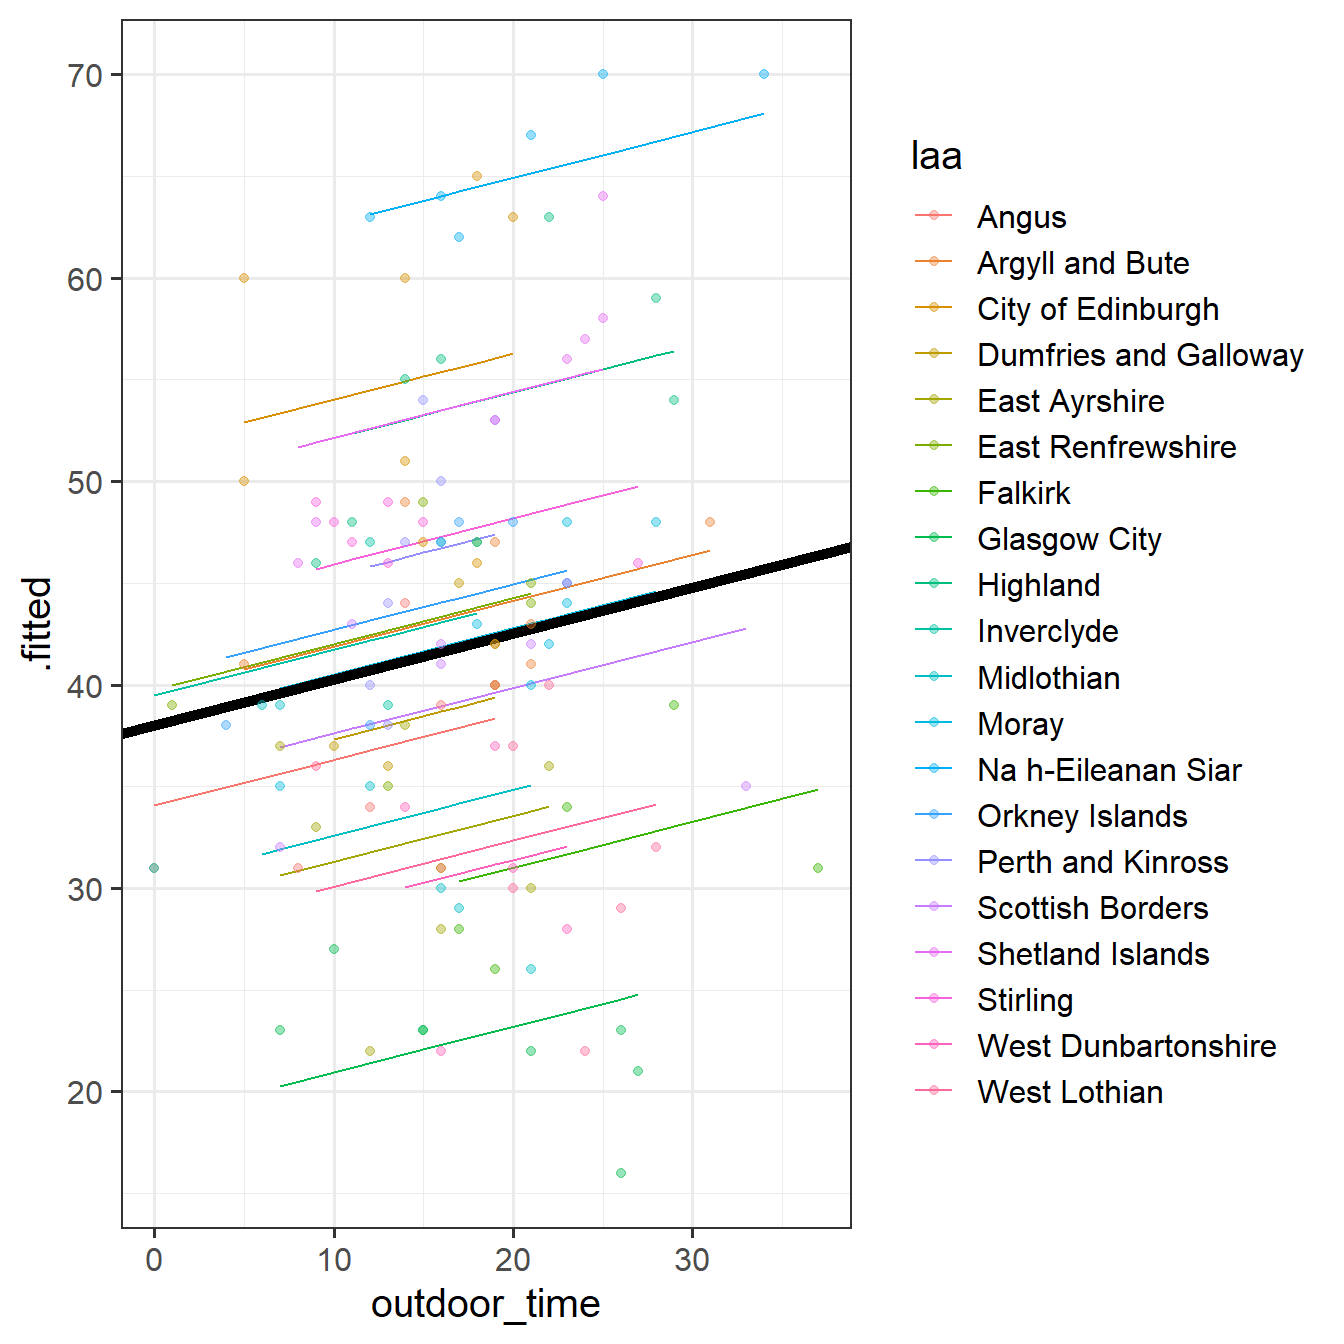 70
60
50
40
30
20
.fitted
0 10 20 30
outdoor_time
laa
Angus
Argyll and Bute
City of Edinburgh
Dumfries and Galloway
East Ayrshire
East Renfrewshire
Falkirk
Glasgow City
Highland
Inverclyde
Midlothian
Moray
Na h-Eileanan Siar
Orkney Islands
Perth and Kinross
Scottish Borders
Shetland Islands
Stirling
West Dunbartonshire
West Lothian